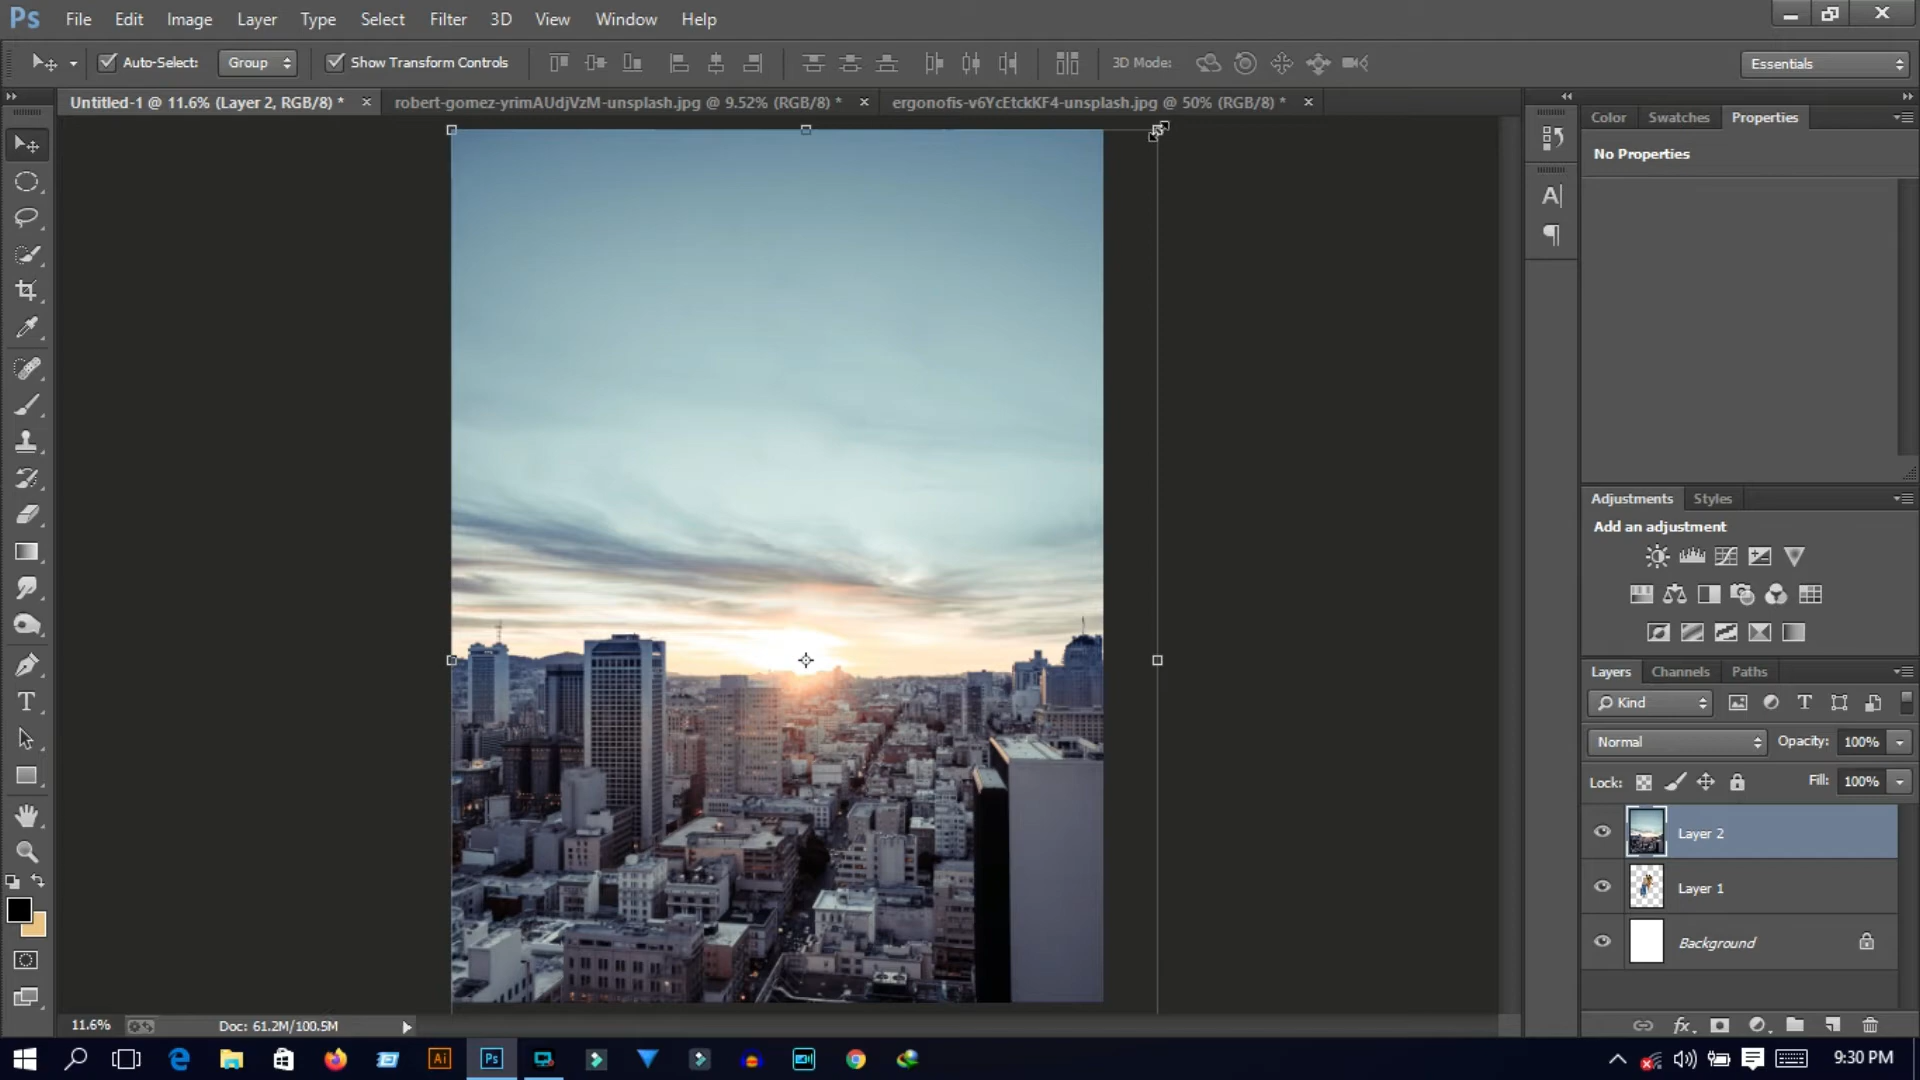 Ps File Edit Image Layer Type Select Filter 3D View Window Help
Auto-Select: Group Show Transform Controls 3D Mode: Essentials
Untitled-1 @ 11.6% (Layer 2, RGB/8) * × robert-gomez-yrimAUdjVzM-unsplash.jpg @ 9.52% (RGB/8) * × ergonofis-v6YcEtckKF4-unsplash.jpg @ 50% (RGB/8) * ×
Color Swatches Properties
No Properties
Adjustments Styles
Add an adjustment
Layers Channels Paths
Kind
Normal Opacity: 100%
Lock: Fill: 100%
Layer 2
Layer 1
Background
fx
11.6% Doc: 61.2M/100.5M
Ai Ps 9:30 PM